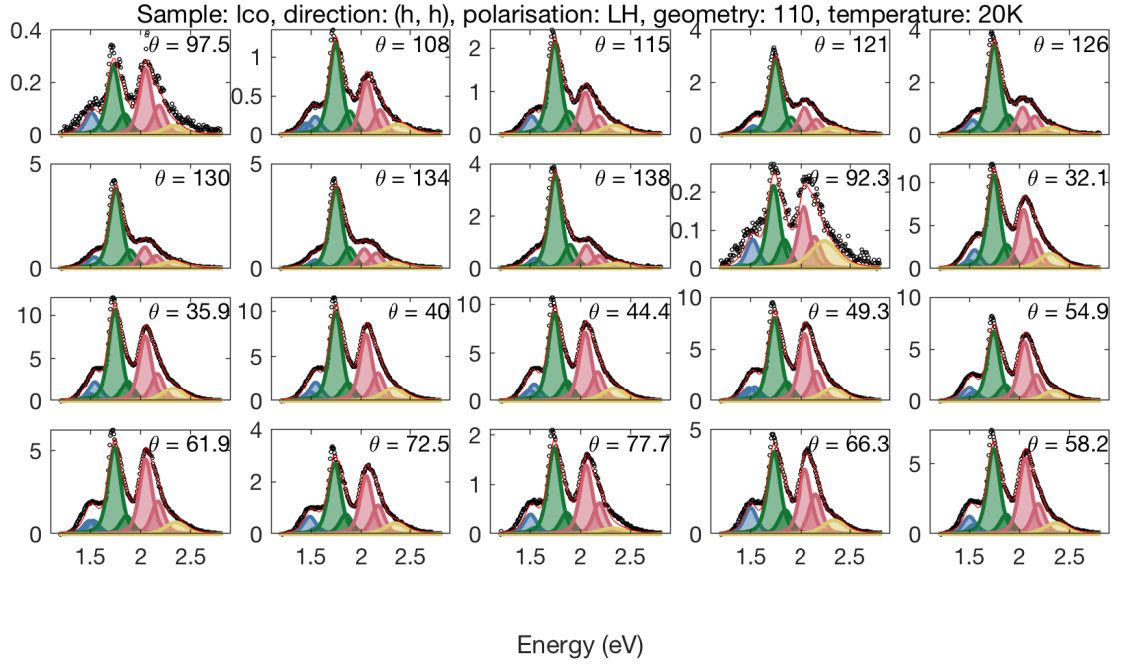 Sample: Ico, direction: (h, h), polarisation: LH, geometry: 110, temperature: 20K
0.4 0.2 0 θ = 97.5
1 0.5 0 θ = 108
2 1 0 θ = 115
4 2 0 θ = 121
4 2 0 θ = 126
5 0 θ = 130
5 0 θ = 134
4 2 0 θ = 138
0.2 0.1 0 θ = 92.3
10 5 0 θ = 32.1
10 5 0 θ = 35.9
10 5 0 θ = 40
10 5 0 θ = 44.4
10 5 0 θ = 49.3
10 5 0 θ = 54.9
5 0 θ = 61.9
4 2 0 θ = 72.5
2 1 0 θ = 77.7
5 0 θ = 66.3
5 0 θ = 58.2
1.5 2 2.5 1.5 2 2.5 1.5 2 2.5 1.5 2 2.5 1.5 2 2.5
Energy (eV)